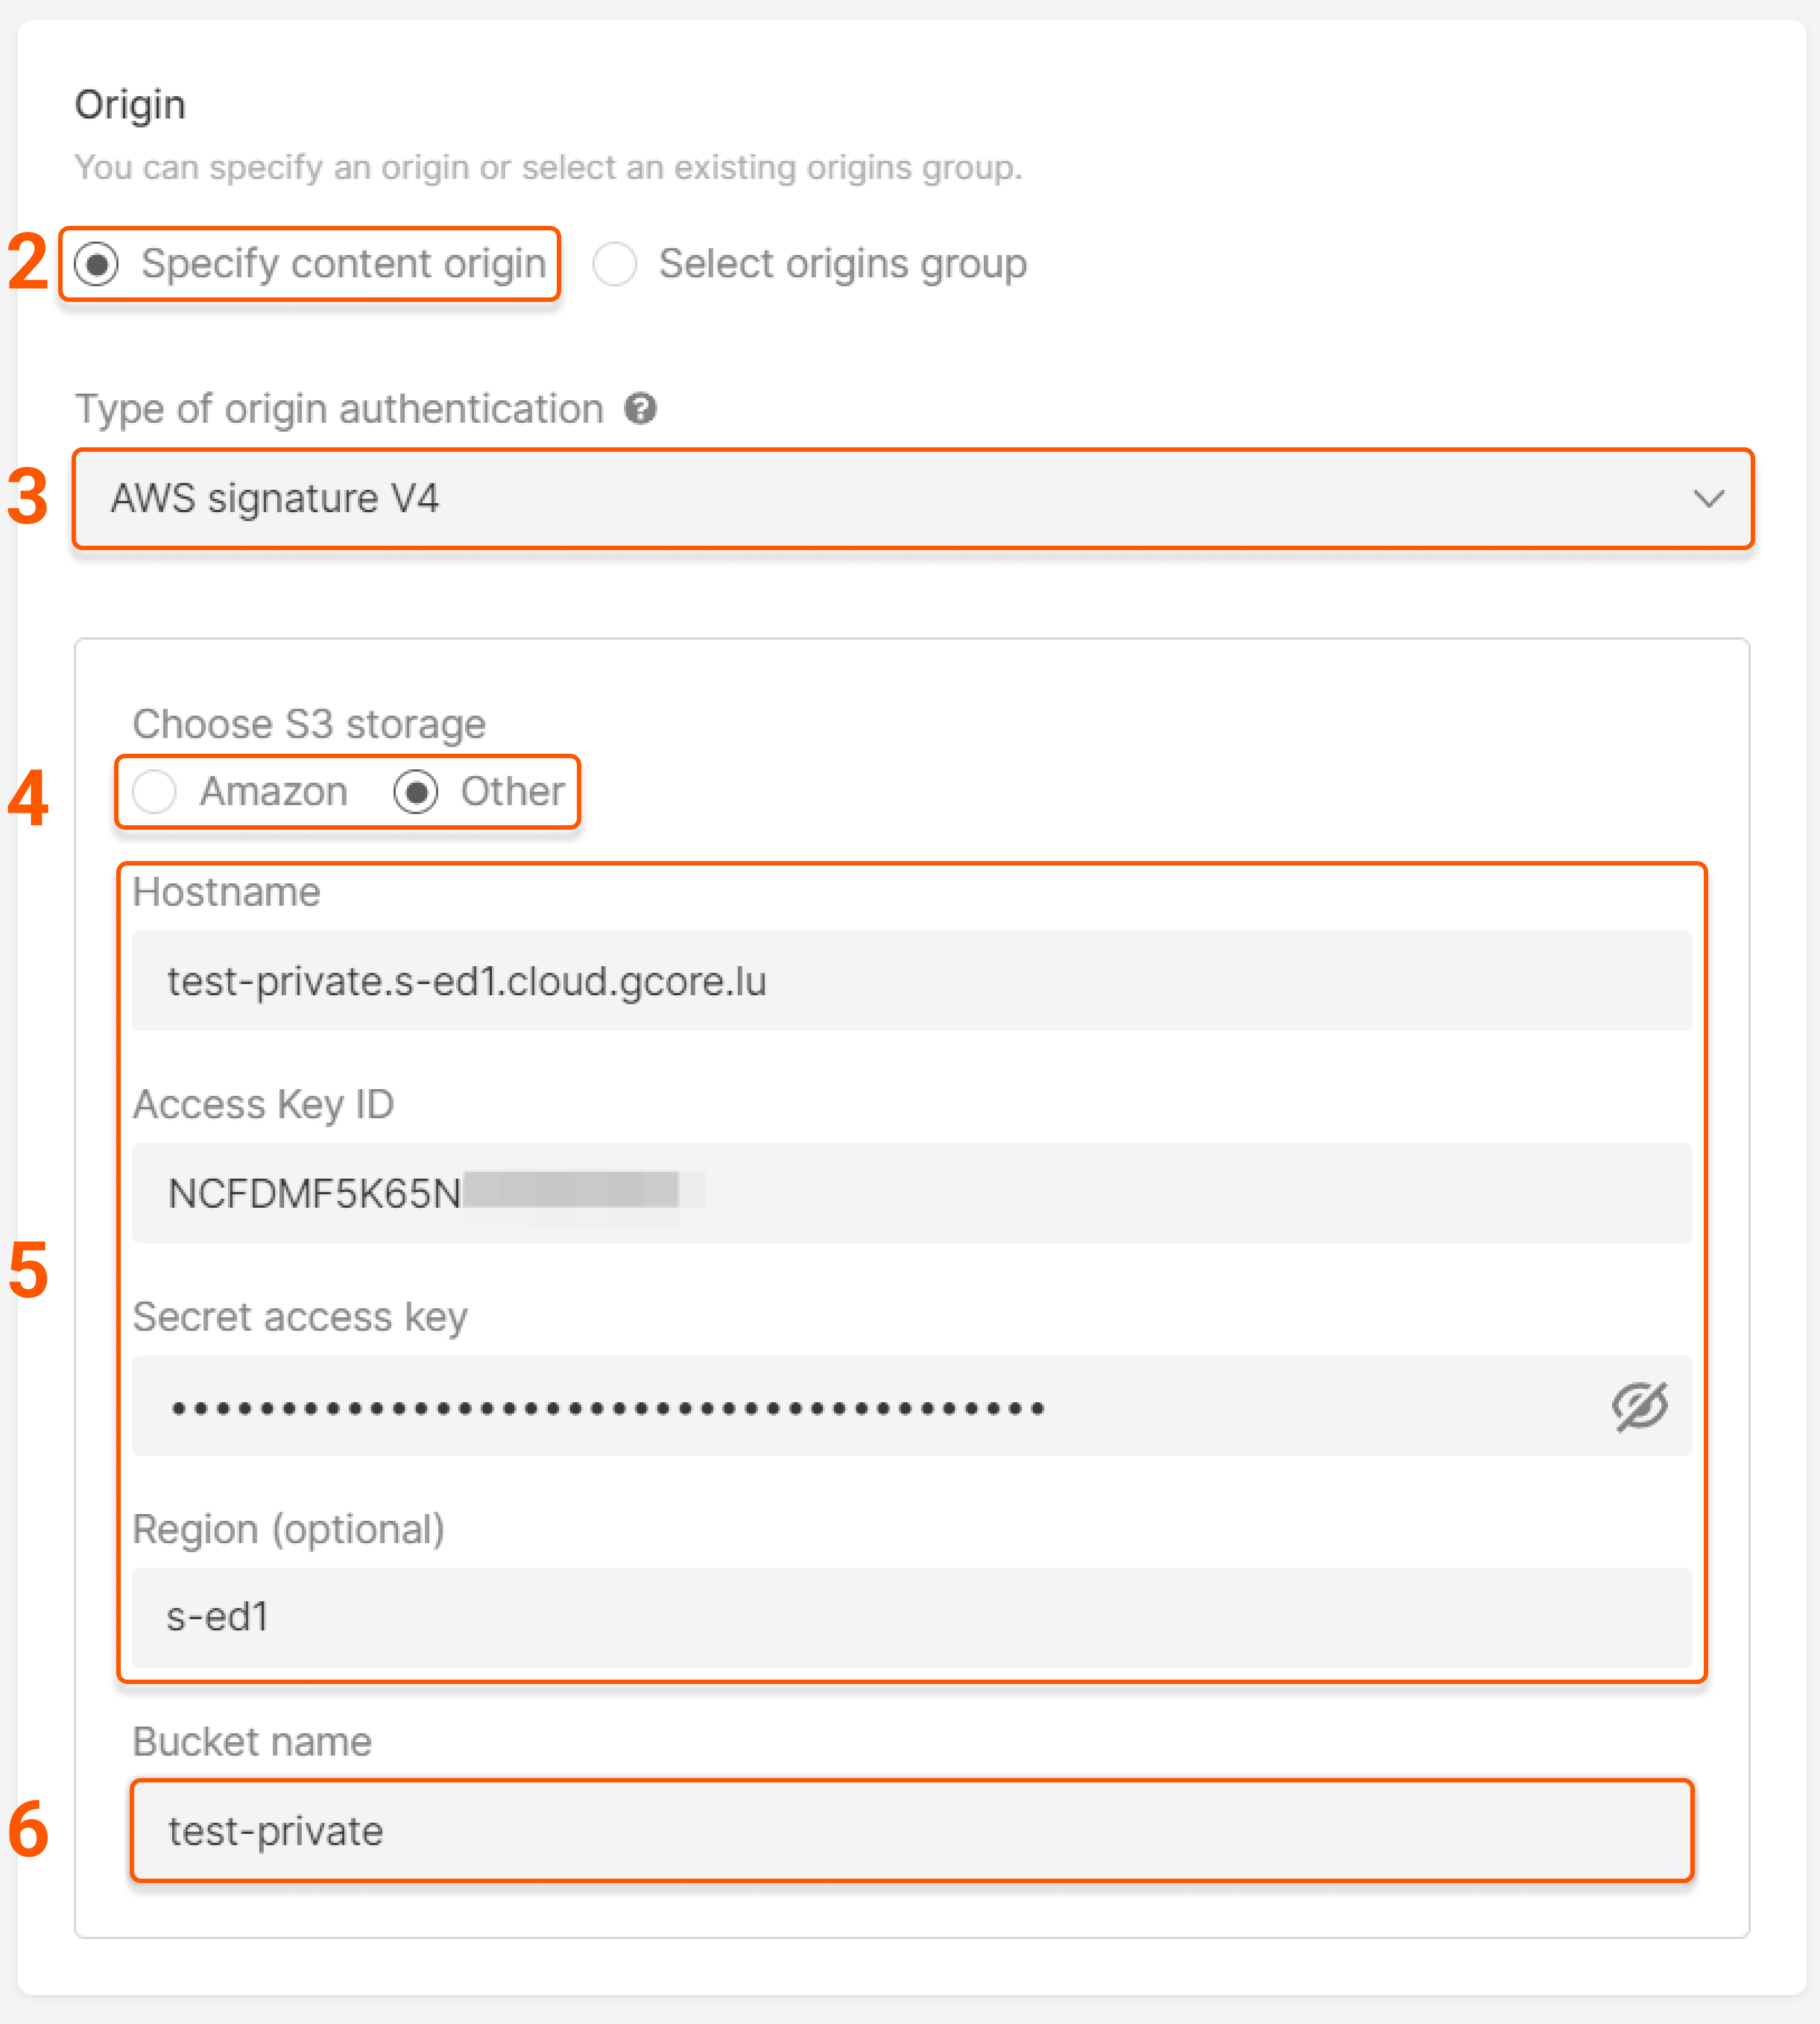 Origin
You can specify an origin or select an existing origins group.
2 Specify content origin Select origins group
Type of origin authentication ?
3 AWS signature V4
Choose S3 storage
4 Amazon Other
Hostname
test-private.s-ed1.cloud.gcore.lu
Access Key ID
NCFDMF5K65N
5
Secret access key
••••••••••••••••••••••••••••••••••••••••
Region (optional)
s-ed1
Bucket name
6 test-private